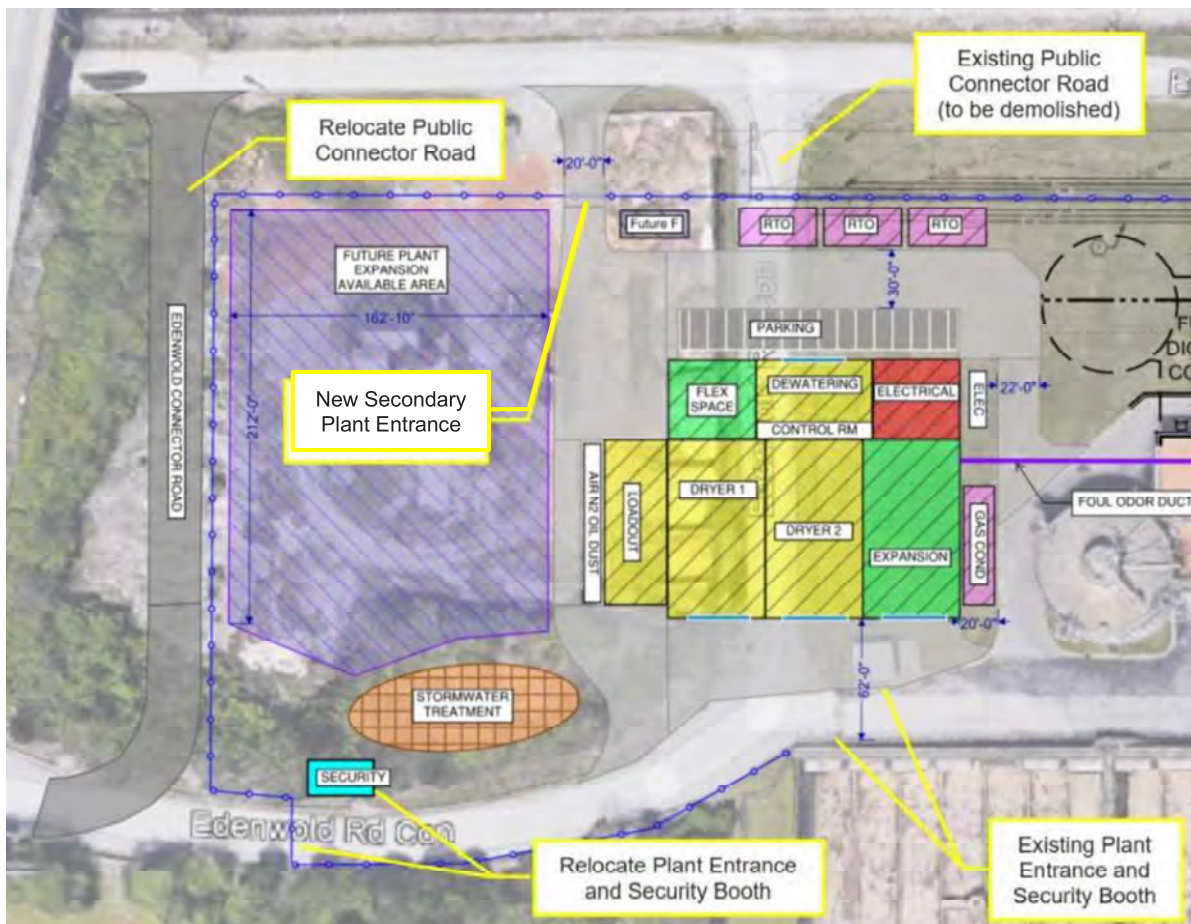 Existing Public
Connector Road
(to be demolished)
Relocate Public
Connector Road
20'-0"
Future F
RTO
RTO
RTO
FUTURE PLANT
EXPANSION
AVAILABLE AREA
30'-0"
162'-10"
PARKING
212'-0"
New Secondary
Plant Entrance
FLEX
SPACE
DEWATERING
ELECTRICAL
ELEC
22'-0"
CONTROL RM
F
DIG
CO
EDENWOLD CONNECTOR ROAD
AIR N2 OIL DUST
LOADOUT
DRYER 1
DRYER 2
EXPANSION
GAS COND
FOUL ODOR DUCT
20'-0"
62'-0"
STORMWATER
TREATMENT
SECURITY
Edenwold Rd Con
Relocate Plant Entrance
and Security Booth
Existing Plant
Entrance and
Security Booth